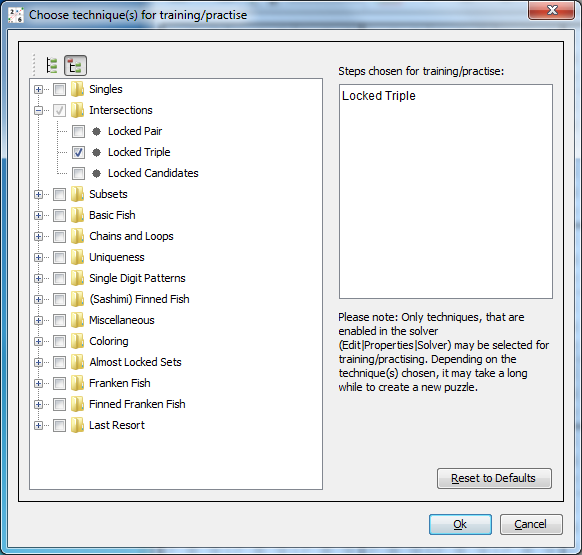 Choose technique(s) for training/practise
Steps chosen for training/practise:
Singles
Intersections
Locked Pair
Locked Triple
Locked Candidates
Subsets
Basic Fish
Chains and Loops
Uniqueness
Single Digit Patterns
(Sashimi) Finned Fish
Miscellaneous
Coloring
Almost Locked Sets
Franken Fish
Finned Franken Fish
Last Resort
Locked Triple
Please note: Only techniques, that are
enabled in the solver
(Edit|Properties|Solver) may be selected for
training/practising. Depending on the
technique(s) chosen, it may take a long
while to create a new puzzle.
Reset to Defaults
Ok
Cancel